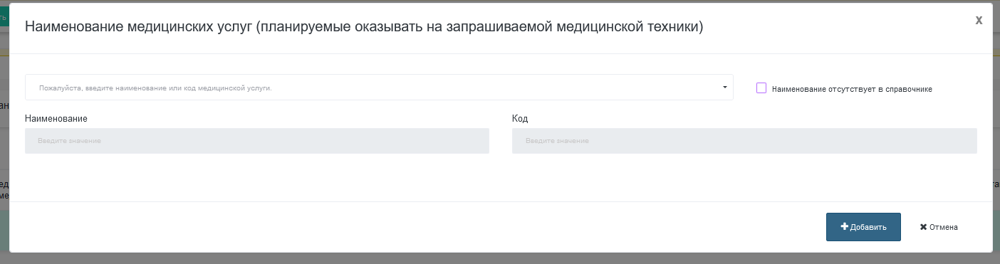 Наименование медицинских услуг (планируемые оказывать на запрашиваемой медицинской техники)
x
Пожалуйста, введите наименование или код медицинской услуги.
Наименование отсутствует в справочнике
Наименование
Код
Введите значение
Введите значение
Добавить
Отмена